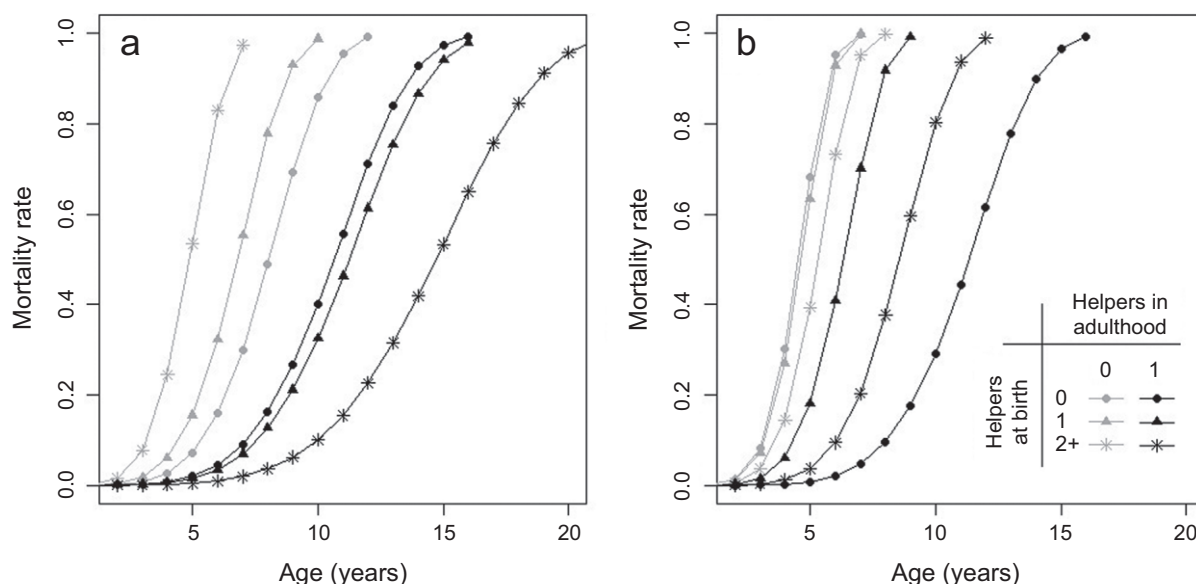 a
Mortality rate
0.0
0.2
0.4
0.6
0.8
1.0
5
10
15
20
Age (years)
b
Mortality rate
0.0
0.2
0.4
0.6
0.8
1.0
5
10
15
20
Age (years)
Helpers in
adulthood
0 1
Helpers
at birth
0
1
2+